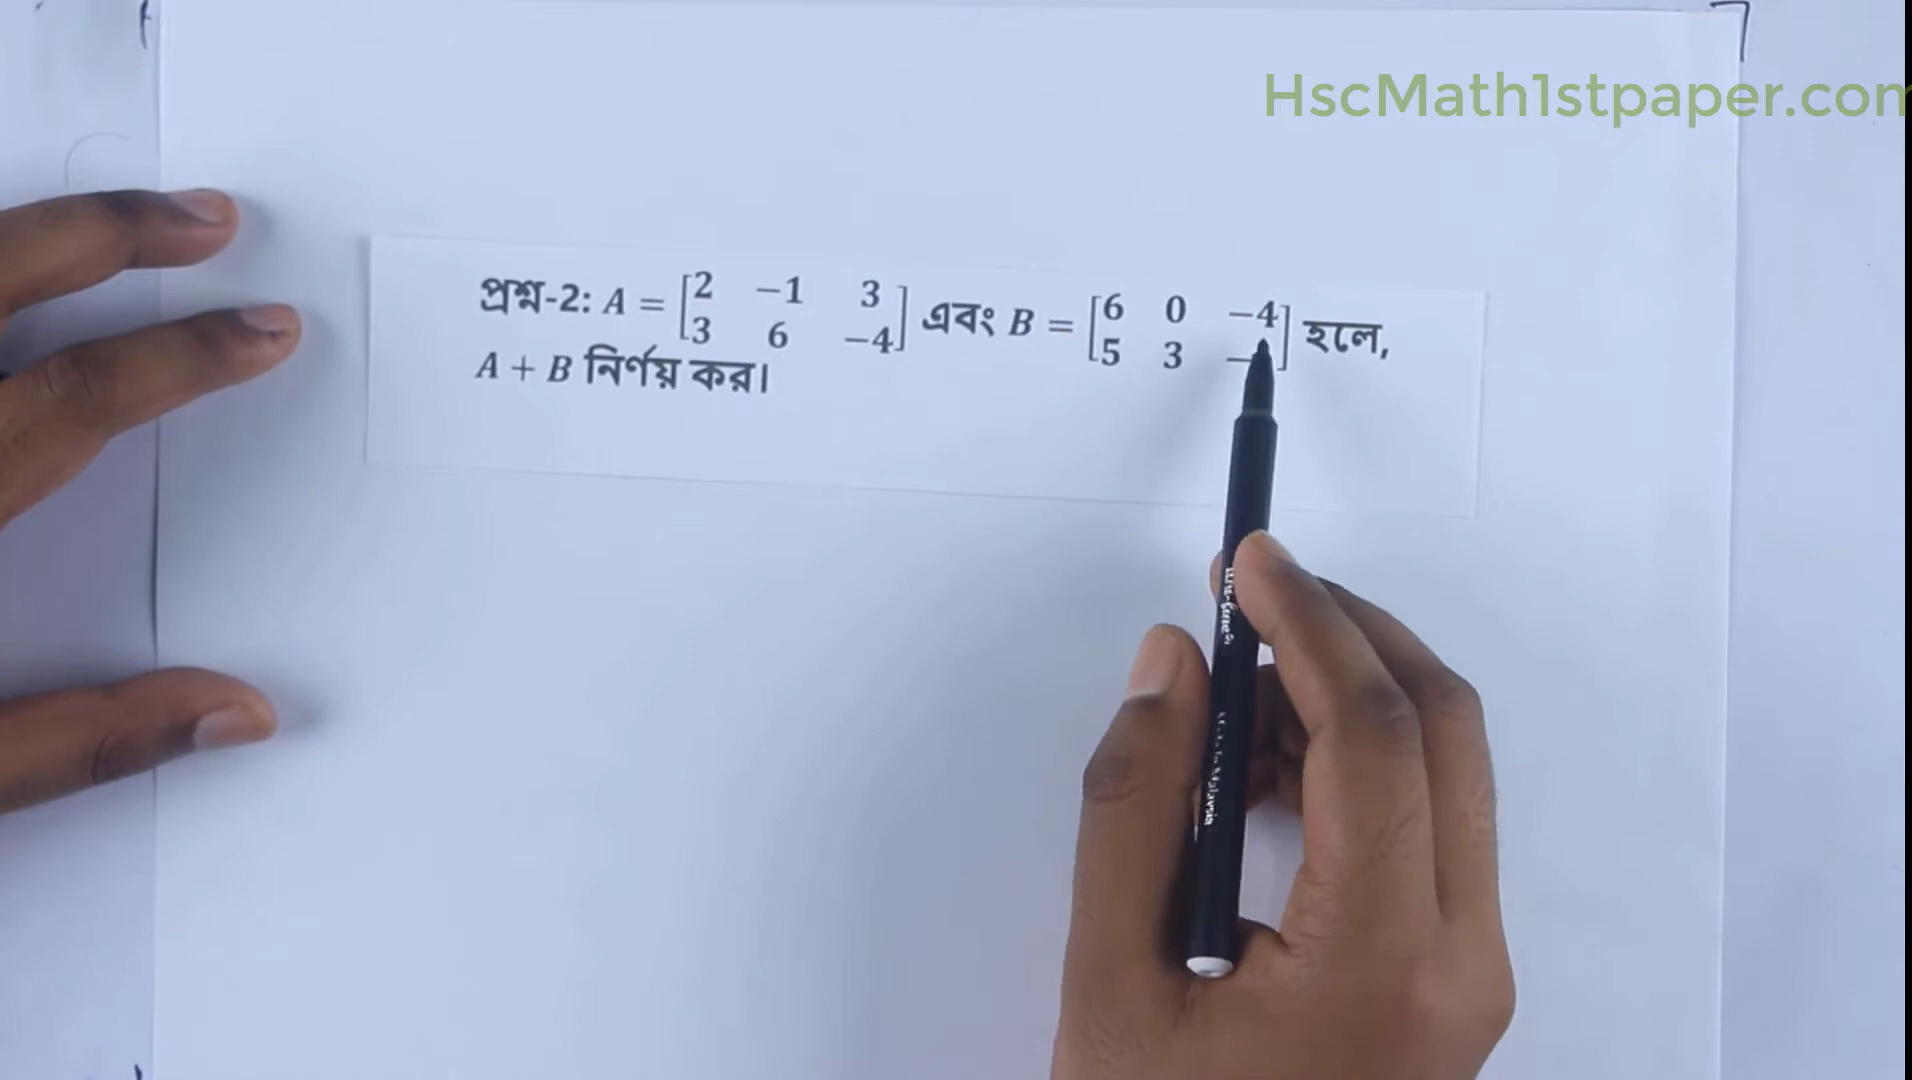 HscMath1stpaper.com
প্রশ্ন-2: A = [2 −1 3] এবং B = [6 0 −4] হলে,
[3 6 −4] [5 3 −
A + B নির্ণয় কর।